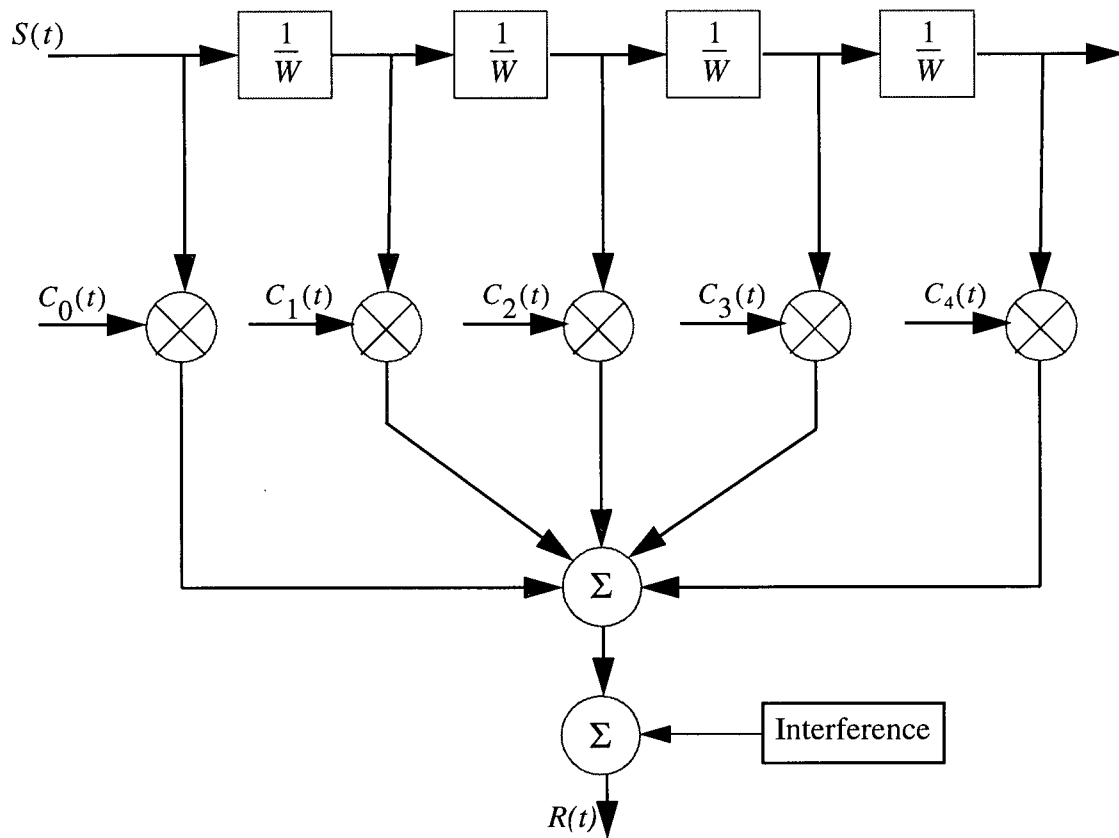 S(t)
1/W 1/W 1/W 1/W
C₀(t) C₁(t) C₂(t) C₃(t) C₄(t)
Σ
Σ Interference
R(t)